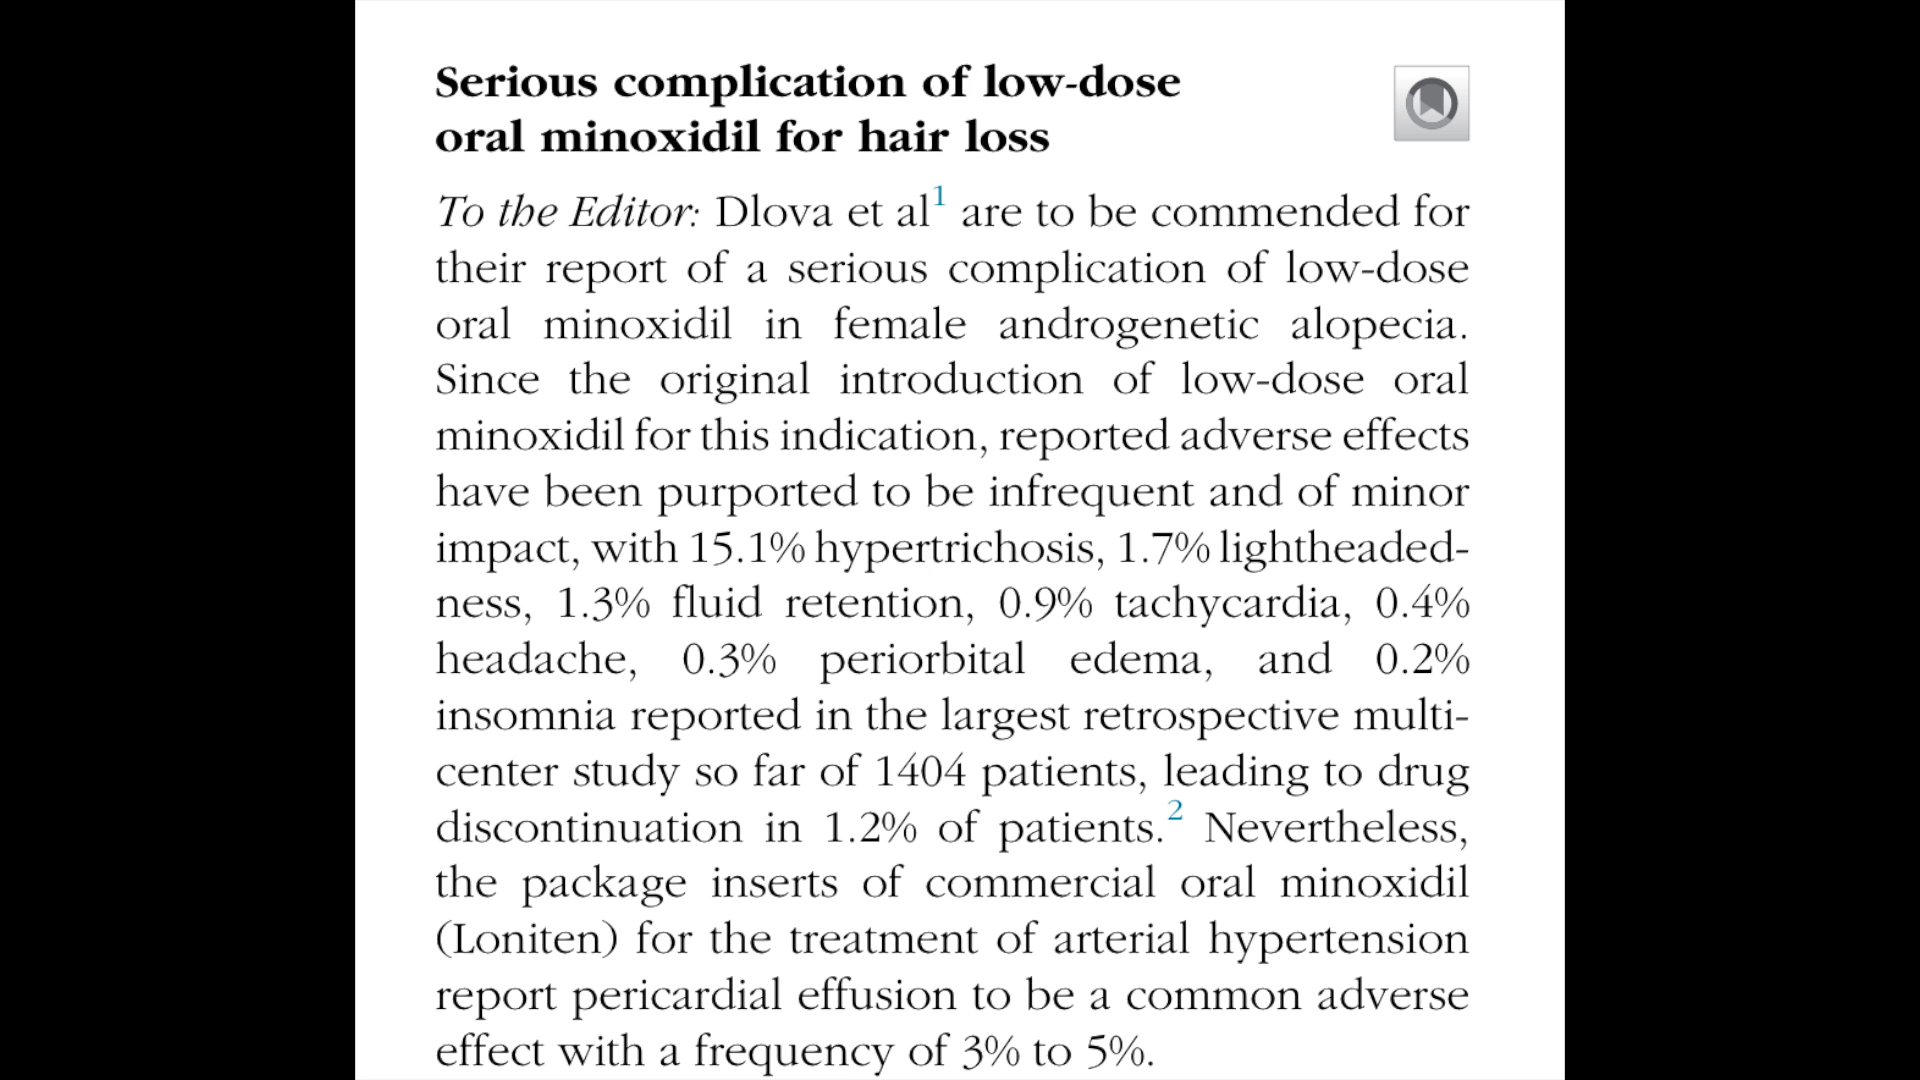 Serious complication of low-dose
oral minoxidil for hair loss
To the Editor: Dlova et al1 are to be commended for
their report of a serious complication of low-dose
oral minoxidil in female androgenetic alopecia.
Since the original introduction of low-dose oral
minoxidil for this indication, reported adverse effects
have been purported to be infrequent and of minor
impact, with 15.1% hypertrichosis, 1.7% lightheaded-
ness, 1.3% fluid retention, 0.9% tachycardia, 0.4%
headache, 0.3% periorbital edema, and 0.2%
insomnia reported in the largest retrospective multi-
center study so far of 1404 patients, leading to drug
discontinuation in 1.2% of patients.2 Nevertheless,
the package inserts of commercial oral minoxidil
(Loniten) for the treatment of arterial hypertension
report pericardial effusion to be a common adverse
effect with a frequency of 3% to 5%.